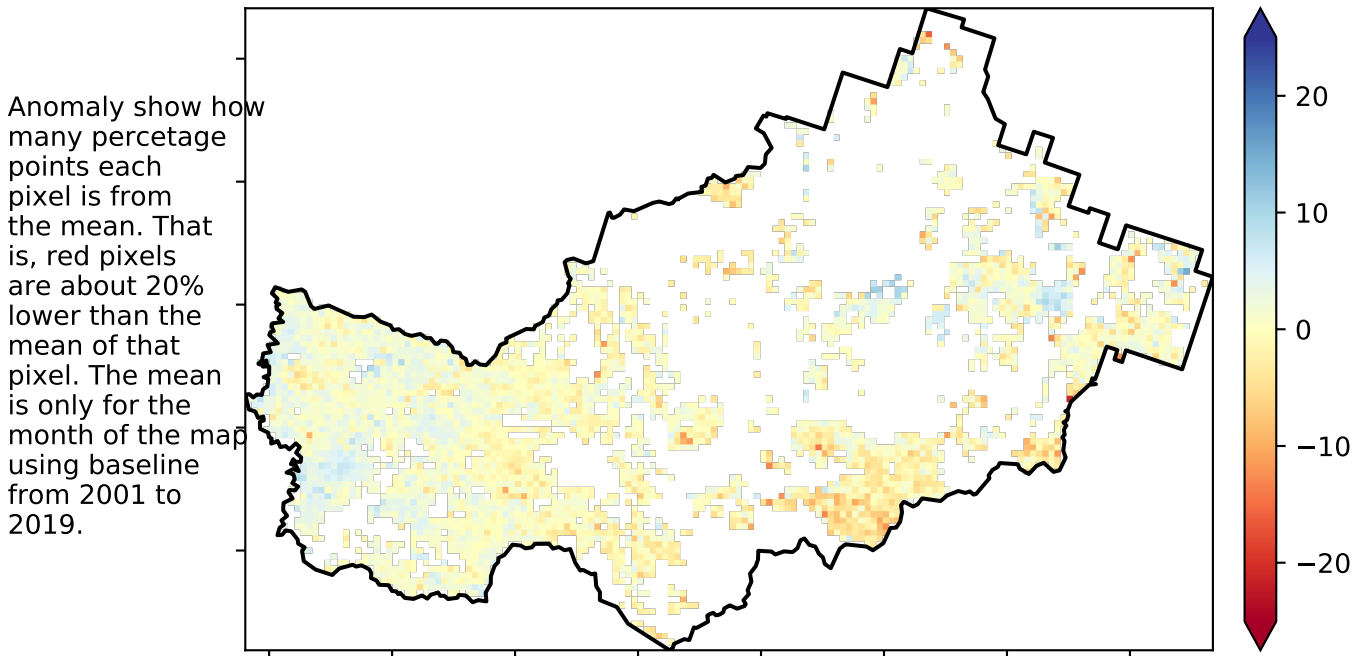 Anomaly show how
many percetage
points each
pixel is from
the mean. That
is, red pixels
are about 20%
lower than the
mean of that
pixel. The mean
is only for the
month of the map
using baseline
from 2001 to
2019.
20
10
0
−10
−20